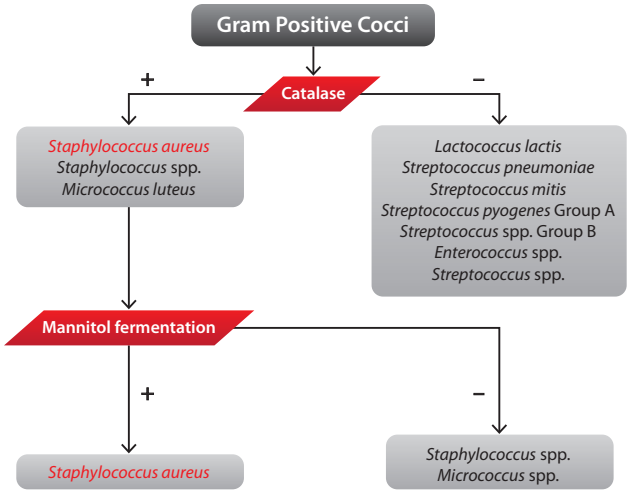 Gram Positive Cocci
+
–
Catalase
Staphylococcus aureus
Staphylococcus spp.
Micrococcus luteus
Lactococcus lactis
Streptococcus pneumoniae
Streptococcus mitis
Streptococcus pyogenes Group A
Streptococcus spp. Group B
Enterococcus spp.
Streptococcus spp.
Mannitol fermentation
+
–
Staphylococcus aureus
Staphylococcus spp.
Micrococcus spp.